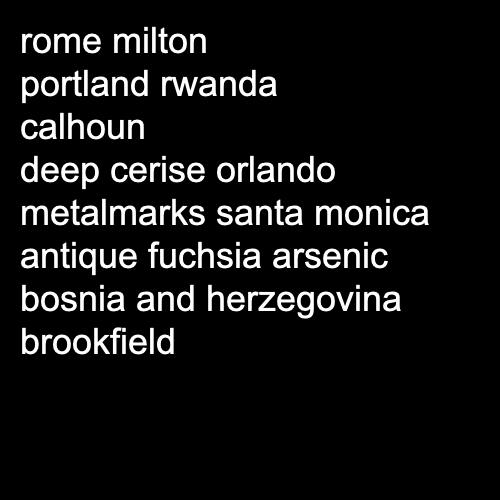 rome milton
portland rwanda
calhoun
deep cerise orlando
metalmarks santa monica
antique fuchsia arsenic
bosnia and herzegovina
brookfield